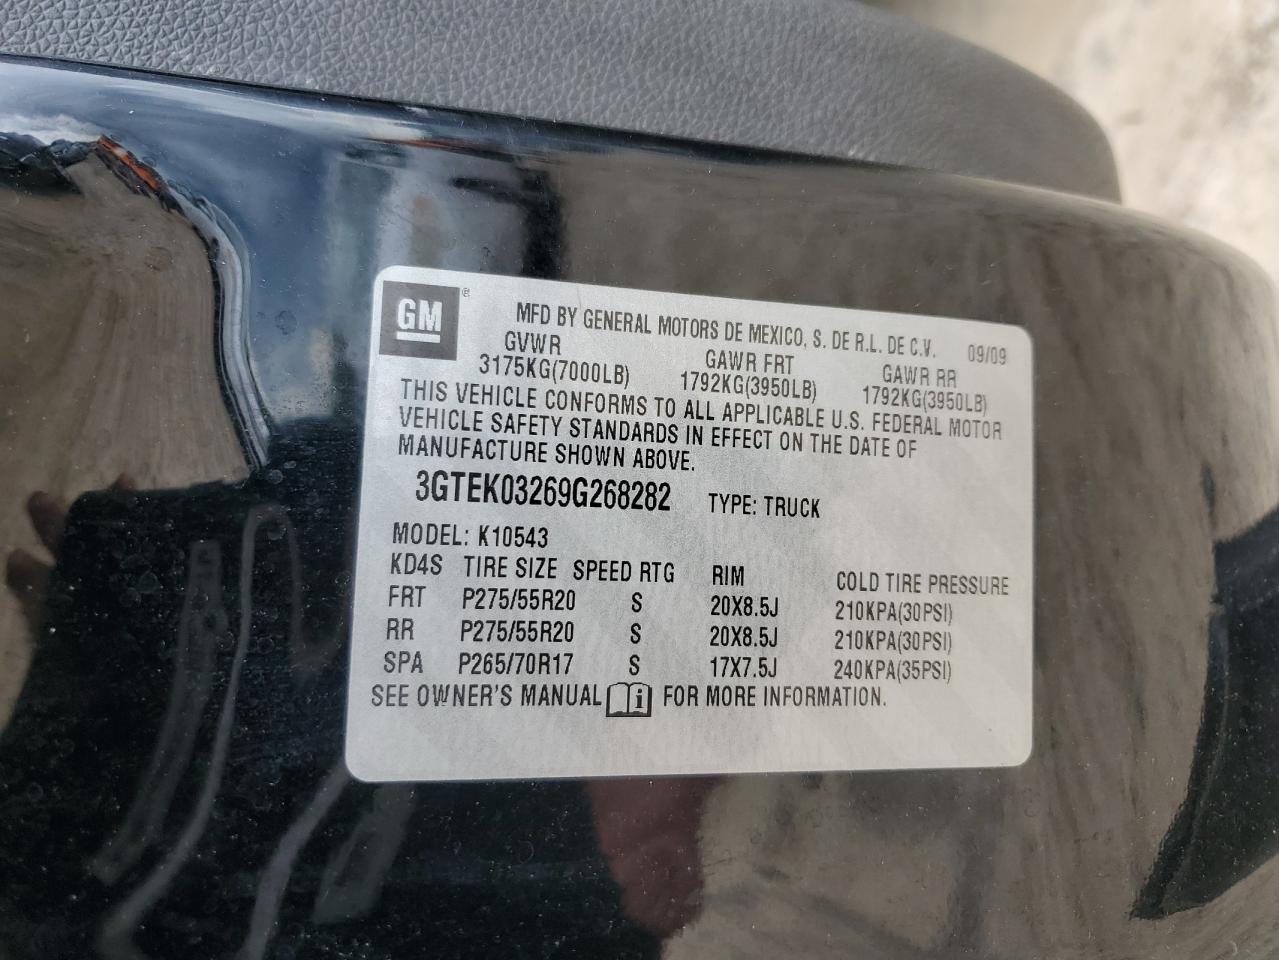 GM ®
MFD BY GENERAL MOTORS DE MEXICO, S. DE R.L. DE C.V. 09/09
GVWR GAWR FRT GAWR RR
3175KG(7000LB) 1792KG(3950LB) 1792KG(3950LB)
THIS VEHICLE CONFORMS TO ALL APPLICABLE U.S. FEDERAL MOTOR
VEHICLE SAFETY STANDARDS IN EFFECT ON THE DATE OF
MANUFACTURE SHOWN ABOVE.
3GTEK03269G268282 TYPE: TRUCK
MODEL: K10543
KD4S TIRE SIZE SPEED RTG RIM COLD TIRE PRESSURE
FRT P275/55R20 S 20X8.5J 210KPA(30PSI)
RR P275/55R20 S 20X8.5J 210KPA(30PSI)
SPA P265/70R17 S 17X7.5J 240KPA(35PSI)
SEE OWNER'S MANUAL i FOR MORE INFORMATION.